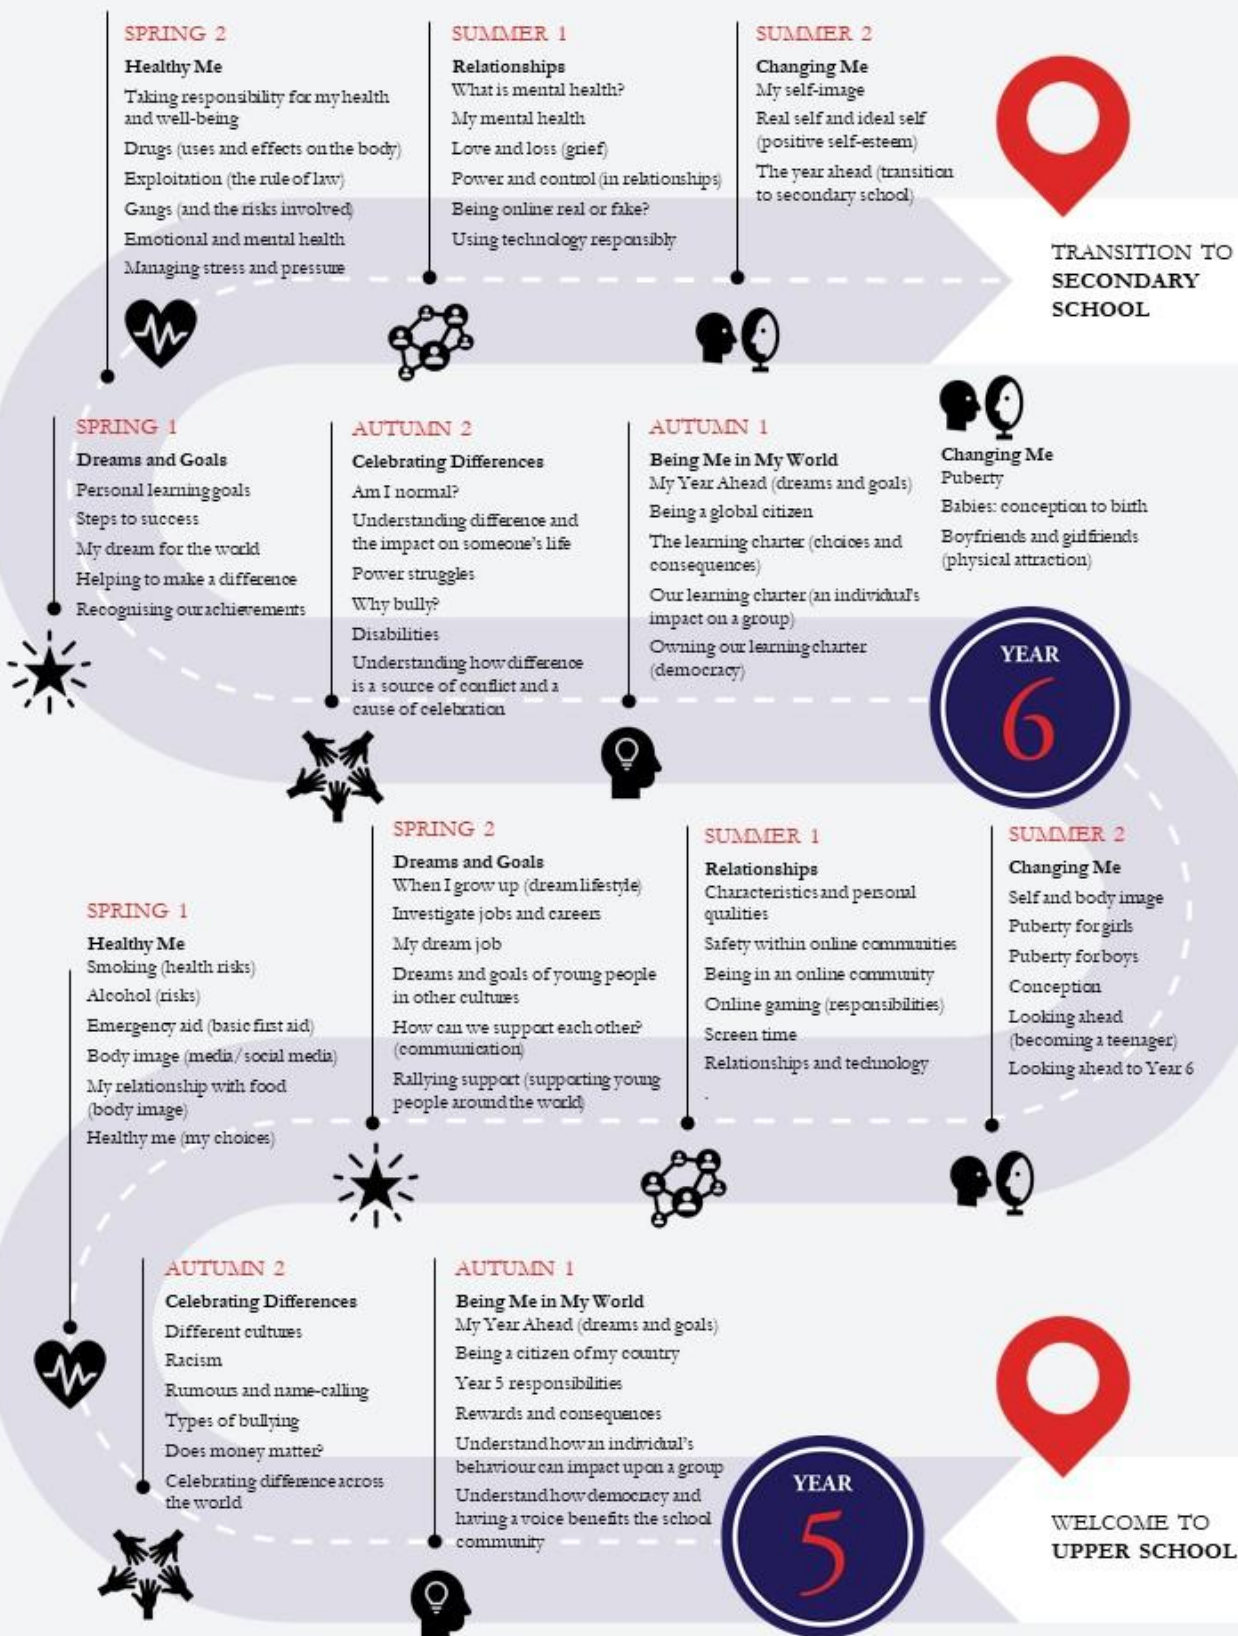 SPRING 2
Healthy Me
Taking responsibility for my health
and well-being
Drugs (uses and effects on the body)
Exploitation (the rule of law)
Gangs (and the risks involved)
Emotional and mental health
Managing stress and pressure
SUMMER 1
Relationships
What is mental health?
My mental health
Love and loss (grief)
Power and control (in relationships)
Being online: real or fake?
Using technology responsibly
SUMMER 2
Changing Me
My self-image
Real self and ideal self
(positive self-esteem)
The year ahead (transition
to secondary school)
TRANSITION TO
SECONDARY
SCHOOL
SPRING 1
Dreams and Goals
Personal learning goals
Steps to success
My dream for the world
Helping to make a difference
Recognising our achievements
AUTUMN 2
Celebrating Differences
Am I normal?
Understanding difference and
the impact on someone's life
Power struggles
Why bully?
Disabilities
Understanding how difference
is a source of conflict and a
cause of celebration
AUTUMN 1
Being Me in My World
My Year Ahead (dreams and goals)
Being a global citizen
The learning charter (choices and
consequences)
Our learning charter (an individual's
impact on a group)
Owning our learning charter
(democracy)
Changing Me
Puberty
Babies: conception to birth
Boyfriends and girlfriends
(physical attraction)
YEAR
6
SPRING 1
Healthy Me
Smoking (health risks)
Alcohol (risks)
Emergency aid (basic first aid)
Body image (media/social media)
My relationship with food
(body image)
Healthy me (my choices)
SPRING 2
Dreams and Goals
When I grow up (dream lifestyle)
Investigate jobs and careers
My dream job
Dreams and goals of young people
in other cultures
How can we support each other?
(communication)
Rallying support (supporting young
people around the world)
SUMMER 1
Relationships
Characteristics and personal
qualities
Safety within online communities
Being in an online community
Online gaming (responsibilities)
Screen time
Relationships and technology
.
SUMMER 2
Changing Me
Self and body image
Puberty for girls
Puberty for boys
Conception
Looking ahead
(becoming a teenager)
Looking ahead to Year 6
AUTUMN 2
Celebrating Differences
Different cultures
Racism
Rumours and name-calling
Types of bullying
Does money matter?
Celebrating difference across
the world
AUTUMN 1
Being Me in My World
My Year Ahead (dreams and goals)
Being a citizen of my country
Year 5 responsibilities
Rewards and consequences
Understand how an individual's
behaviour can impact upon a group
Understand how democracy and
having a voice benefits the school
community
YEAR
5
WELCOME TO
UPPER SCHOOL